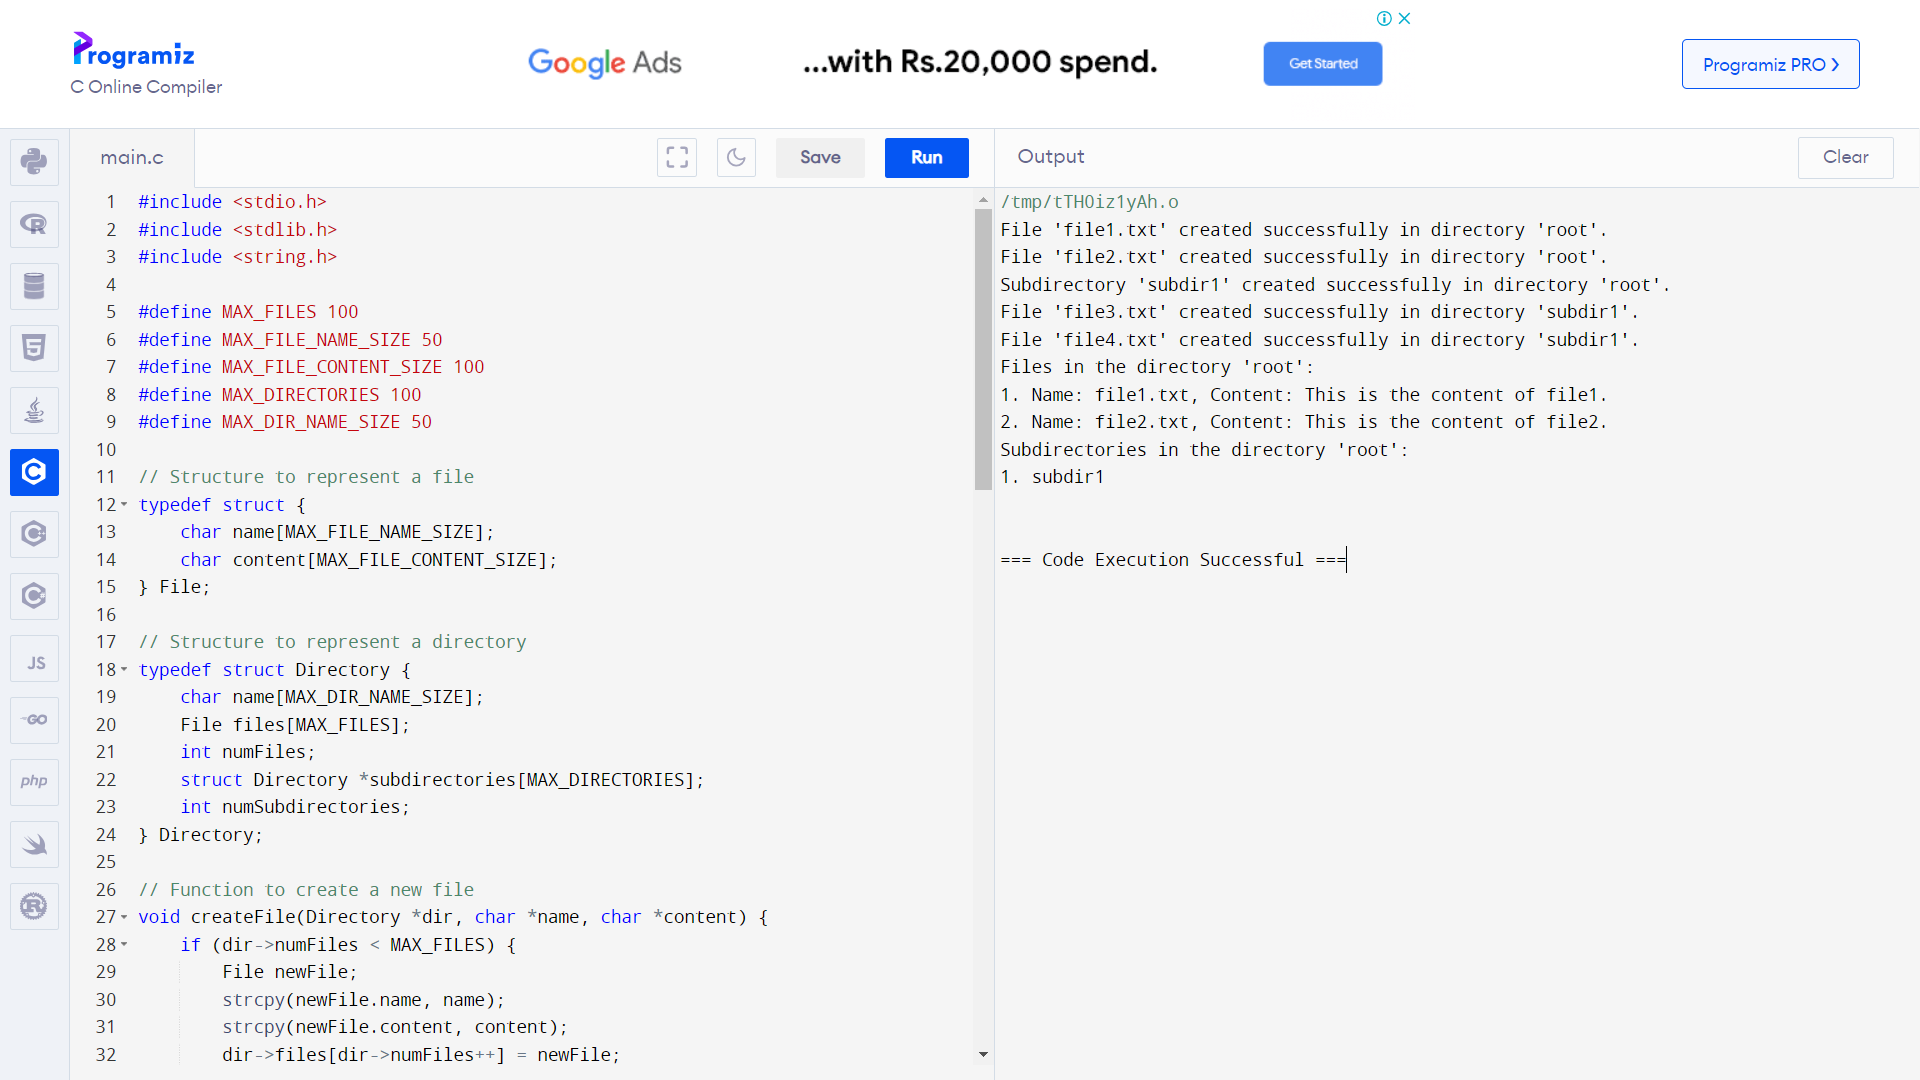 Programiz
C Online Compiler
Google Ads
...with Rs.20,000 spend.
Get Started
Programiz PRO
main.c
Save
Run
Output
Clear
1 #include <stdio.h>
2 #include <stdlib.h>
3 #include <string.h>
4
5 #define MAX_FILES 100
6 #define MAX_FILE_NAME_SIZE 50
7 #define MAX_FILE_CONTENT_SIZE 100
8 #define MAX_DIRECTORIES 100
9 #define MAX_DIR_NAME_SIZE 50
10
11 // Structure to represent a file
12 typedef struct {
13     char name[MAX_FILE_NAME_SIZE];
14     char content[MAX_FILE_CONTENT_SIZE];
15 } File;
16
17 // Structure to represent a directory
18 typedef struct Directory {
19     char name[MAX_DIR_NAME_SIZE];
20     File files[MAX_FILES];
21     int numFiles;
22     struct Directory *subdirectories[MAX_DIRECTORIES];
23     int numSubdirectories;
24 } Directory;
25
26 // Function to create a new file
27 void createFile(Directory *dir, char *name, char *content) {
28     if (dir->numFiles < MAX_FILES) {
29         File newFile;
30         strcpy(newFile.name, name);
31         strcpy(newFile.content, content);
32         dir->files[dir->numFiles++] = newFile;
/tmp/tTHOiz1yAh.o
File 'file1.txt' created successfully in directory 'root'.
File 'file2.txt' created successfully in directory 'root'.
Subdirectory 'subdir1' created successfully in directory 'root'.
File 'file3.txt' created successfully in directory 'subdir1'.
File 'file4.txt' created successfully in directory 'subdir1'.
Files in the directory 'root':
1. Name: file1.txt, Content: This is the content of file1.
2. Name: file2.txt, Content: This is the content of file2.
Subdirectories in the directory 'root':
1. subdir1
=== Code Execution Successful ===
JS
GO
php